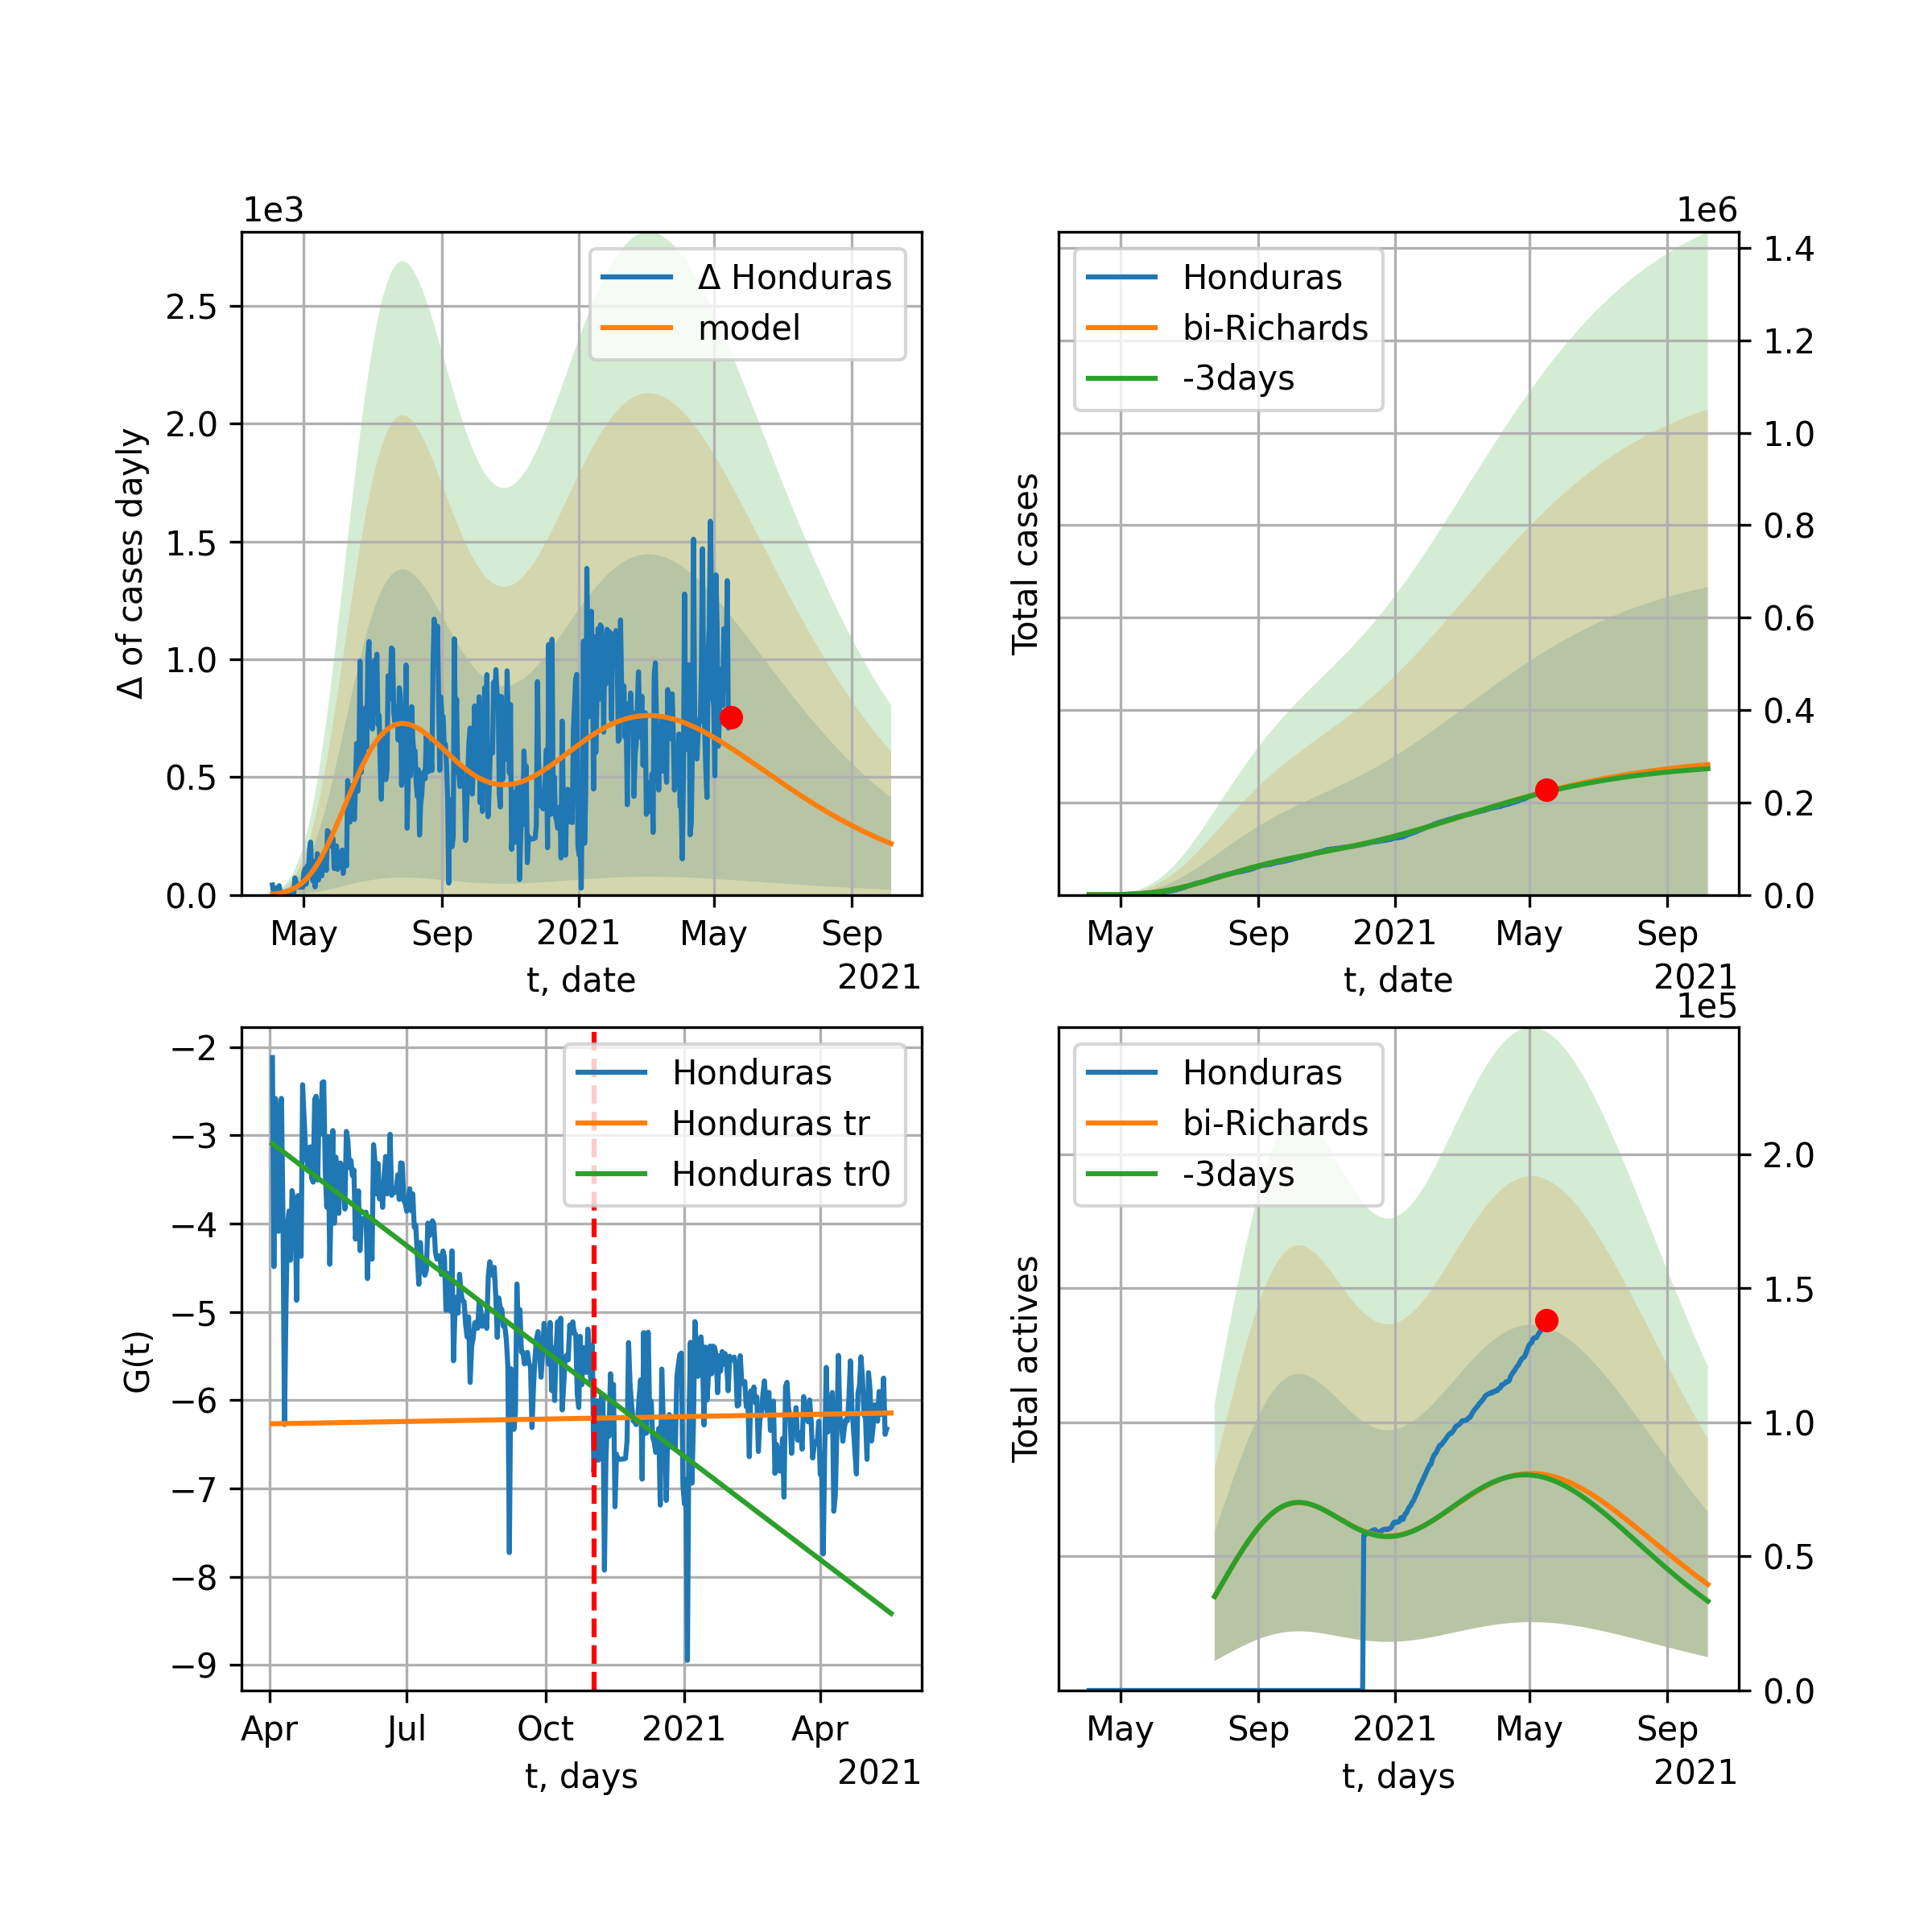 1e3
Δ Honduras
model
2.5
2.0
1.5
1.0
0.5
0.0
Δ of cases dayly
May
Sep
2021
May
Sep
t, date
2021
1e6
Honduras
bi-Richards
-3days
1.4
1.2
1.0
0.8
0.6
0.4
0.2
0.0
Total cases
May
Sep
2021
May
Sep
t, date
2021
Honduras
Honduras tr
Honduras tr0
−2
−3
−4
−5
−6
−7
−8
−9
G(t)
Apr
Jul
Oct
2021
Apr
t, days
2021
1e5
Honduras
bi-Richards
-3days
2.0
1.5
1.0
0.5
0.0
Total actives
May
Sep
2021
May
Sep
t, days
2021